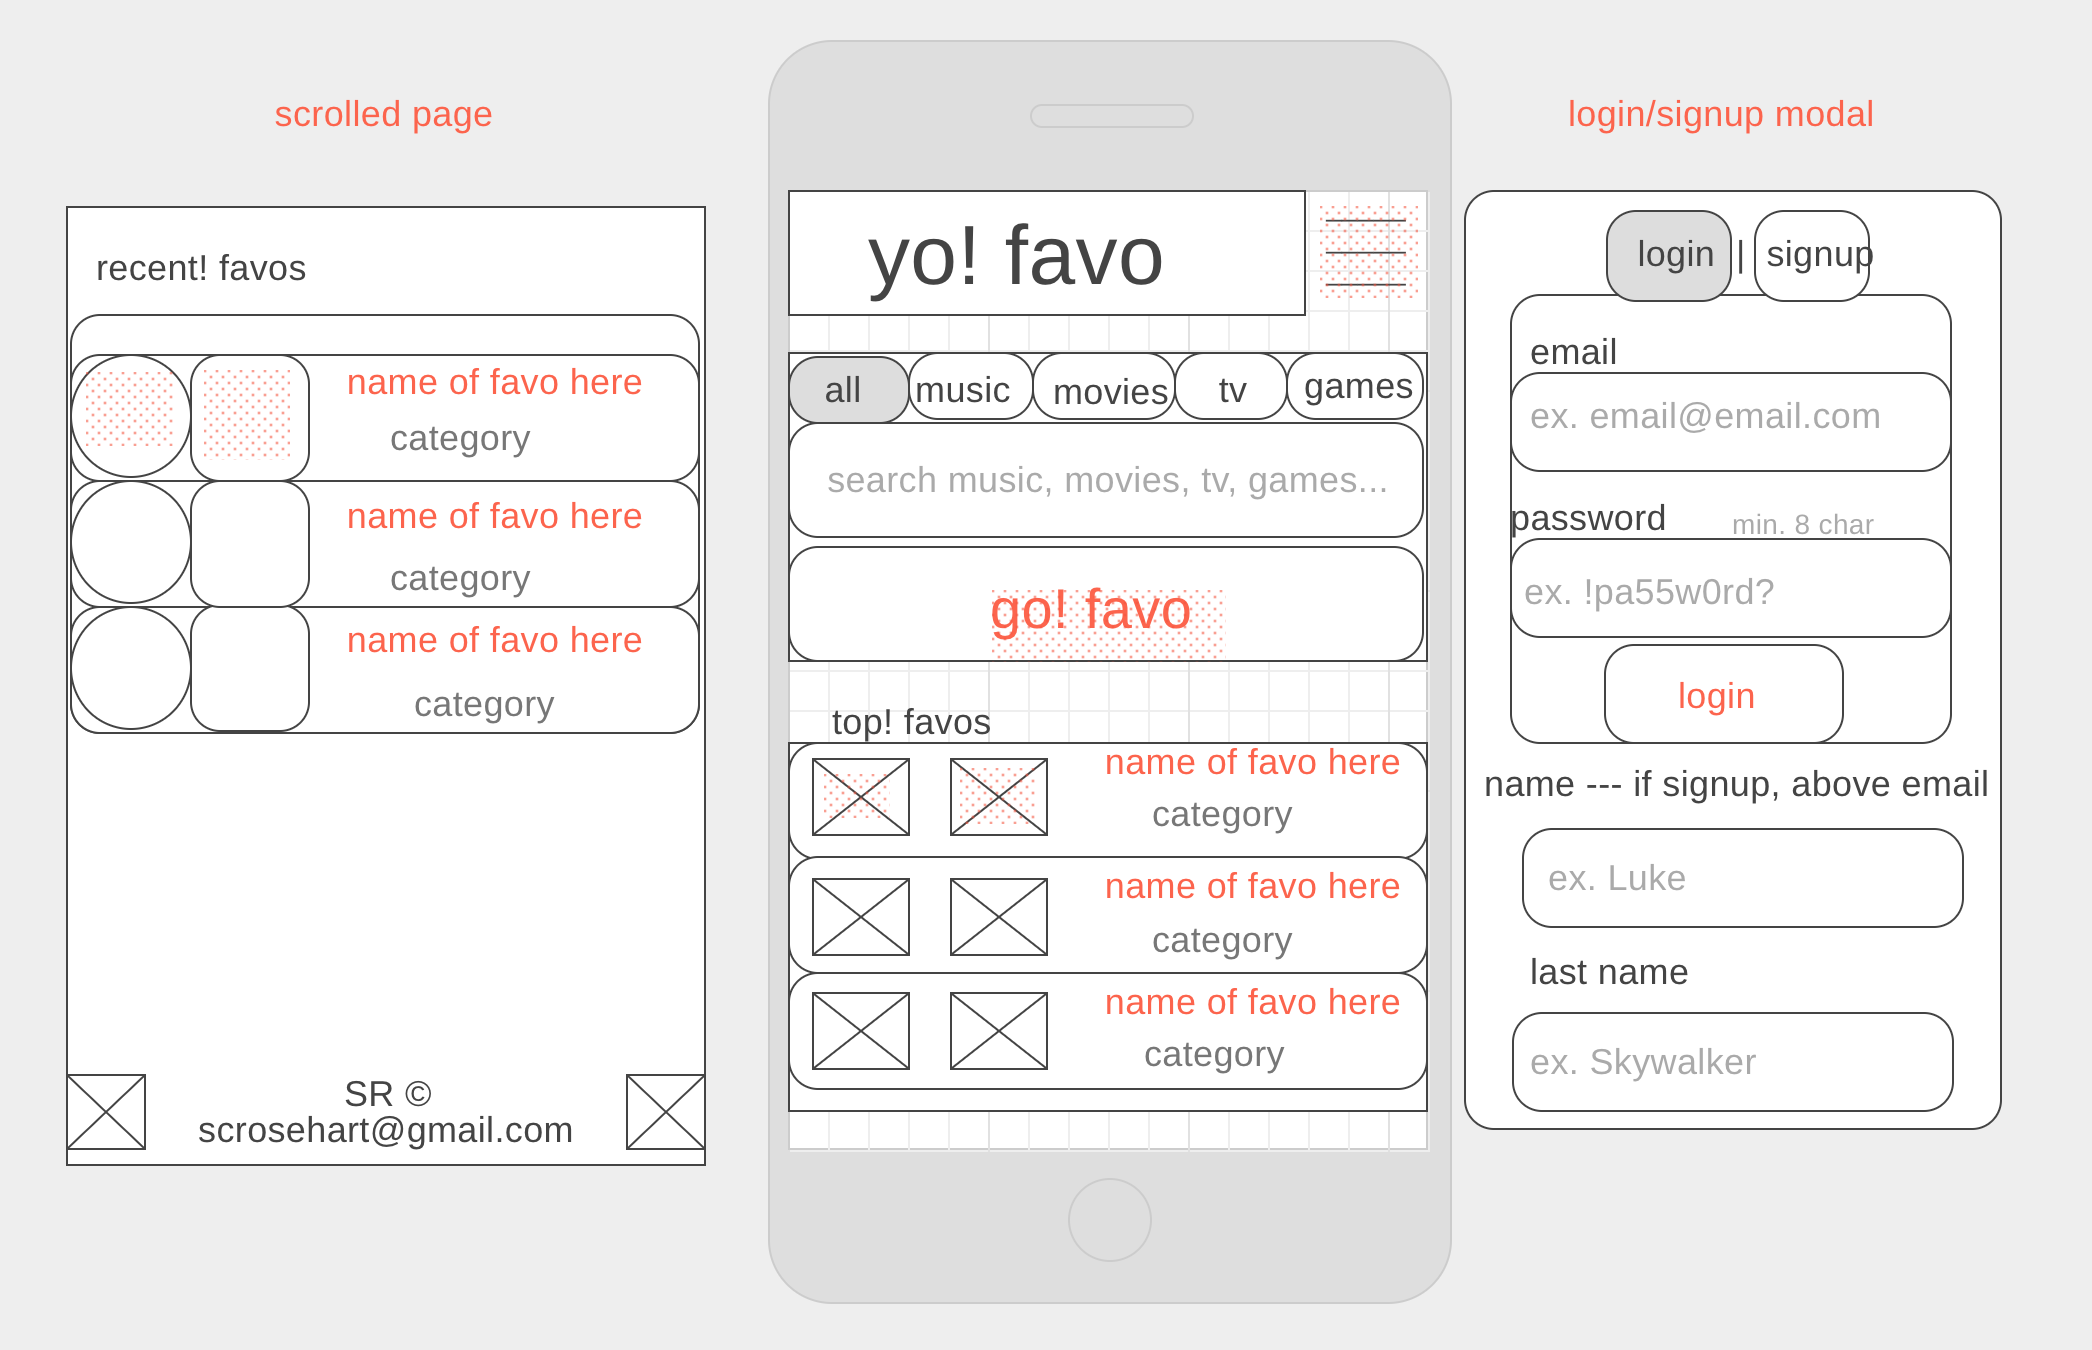 scrolled page
recent! favos
name of favo here
category
name of favo here
category
name of favo here
category
SR ©
scrosehart@gmail.com
yo! favo
all music movies tv games
search music, movies, tv, games...
go! favo
top! favos
name of favo here
category
name of favo here
category
name of favo here
category
login/signup modal
login | signup
email
ex. email@email.com
password min. 8 char
ex. !pa55w0rd?
login
name --- if signup, above email
ex. Luke
last name
ex. Skywalker